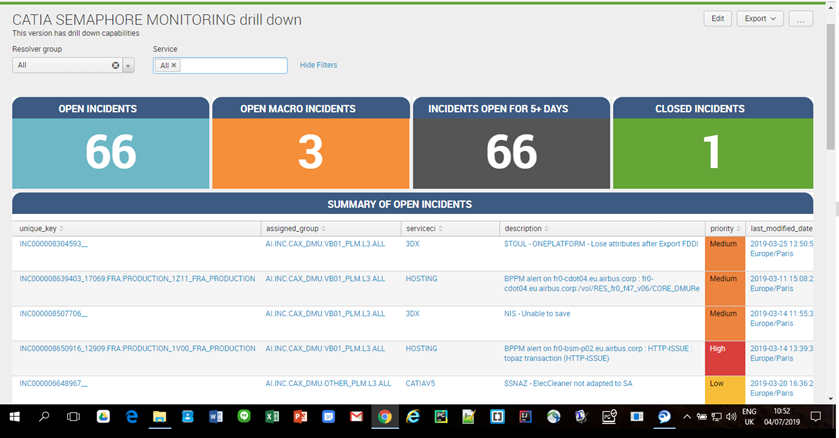 CATIA SEMAPHORE MONITORING drill down
Edit
Export
...
This version has drill down capabilities
Resolver group
Service
All
All
Hide Filters
OPEN INCIDENTS
OPEN MACRO INCIDENTS
INCIDENTS OPEN FOR 5+ DAYS
CLOSED INCIDENTS
66
3
66
1
SUMMARY OF OPEN INCIDENTS
unique_key
assigned_group
serviceci
description
priority
last_modified_date
INC000008304593__
AI.INC.CAX_DMU.VB01_PLM.L3.ALL
3DX
$TOUL - ONEPLATFORM - Lose attributes after Export FDDI
Medium
2019-03-25 13:50:5
Europe/Paris
INC000008639403_17069:FRA:PRODUCTION_1Z11_FRA_PRODUCTION
AI.INC.CAX_DMU.VB01_PLM.L3.ALL
HOSTING
BPPM alert on fr0-cdot04.eu.airbus.corp : fr0-
cdot04.eu.airbus.corp:/vol/RES_fr0_f47_v06/CORE_DMURe
Medium
2019-03-11 15:08:2
Europe/Paris
INC000008507706__
AI.INC.CAX_DMU.VB01_PLM.L3.ALL
3DX
NIS - Unable to save
Medium
2019-03-14 11:55:3
Europe/Paris
INC000008650916_12909:FRA:PRODUCTION_1V00_FRA_PRODUCTION
AI.INC.CAX_DMU.VB01_PLM.L3.ALL
HOSTING
BPPM alert on fr0-bsm-p02.eu.airbus.corp : HTTP-ISSUE :
topaz transaction (HTTP-ISSUE)
High
2019-03-14 13:39:3
Europe/Paris
INC000006648967__
AI.INC.CAX_DMU.OTHER_PLM.L3.ALL
CATIAV5
$SNAZ - ElecCleaner not adapted to SA
Low
2019-03-20 16:36:2
Europe/Paris
ENG
UK
10:52
04/07/2019